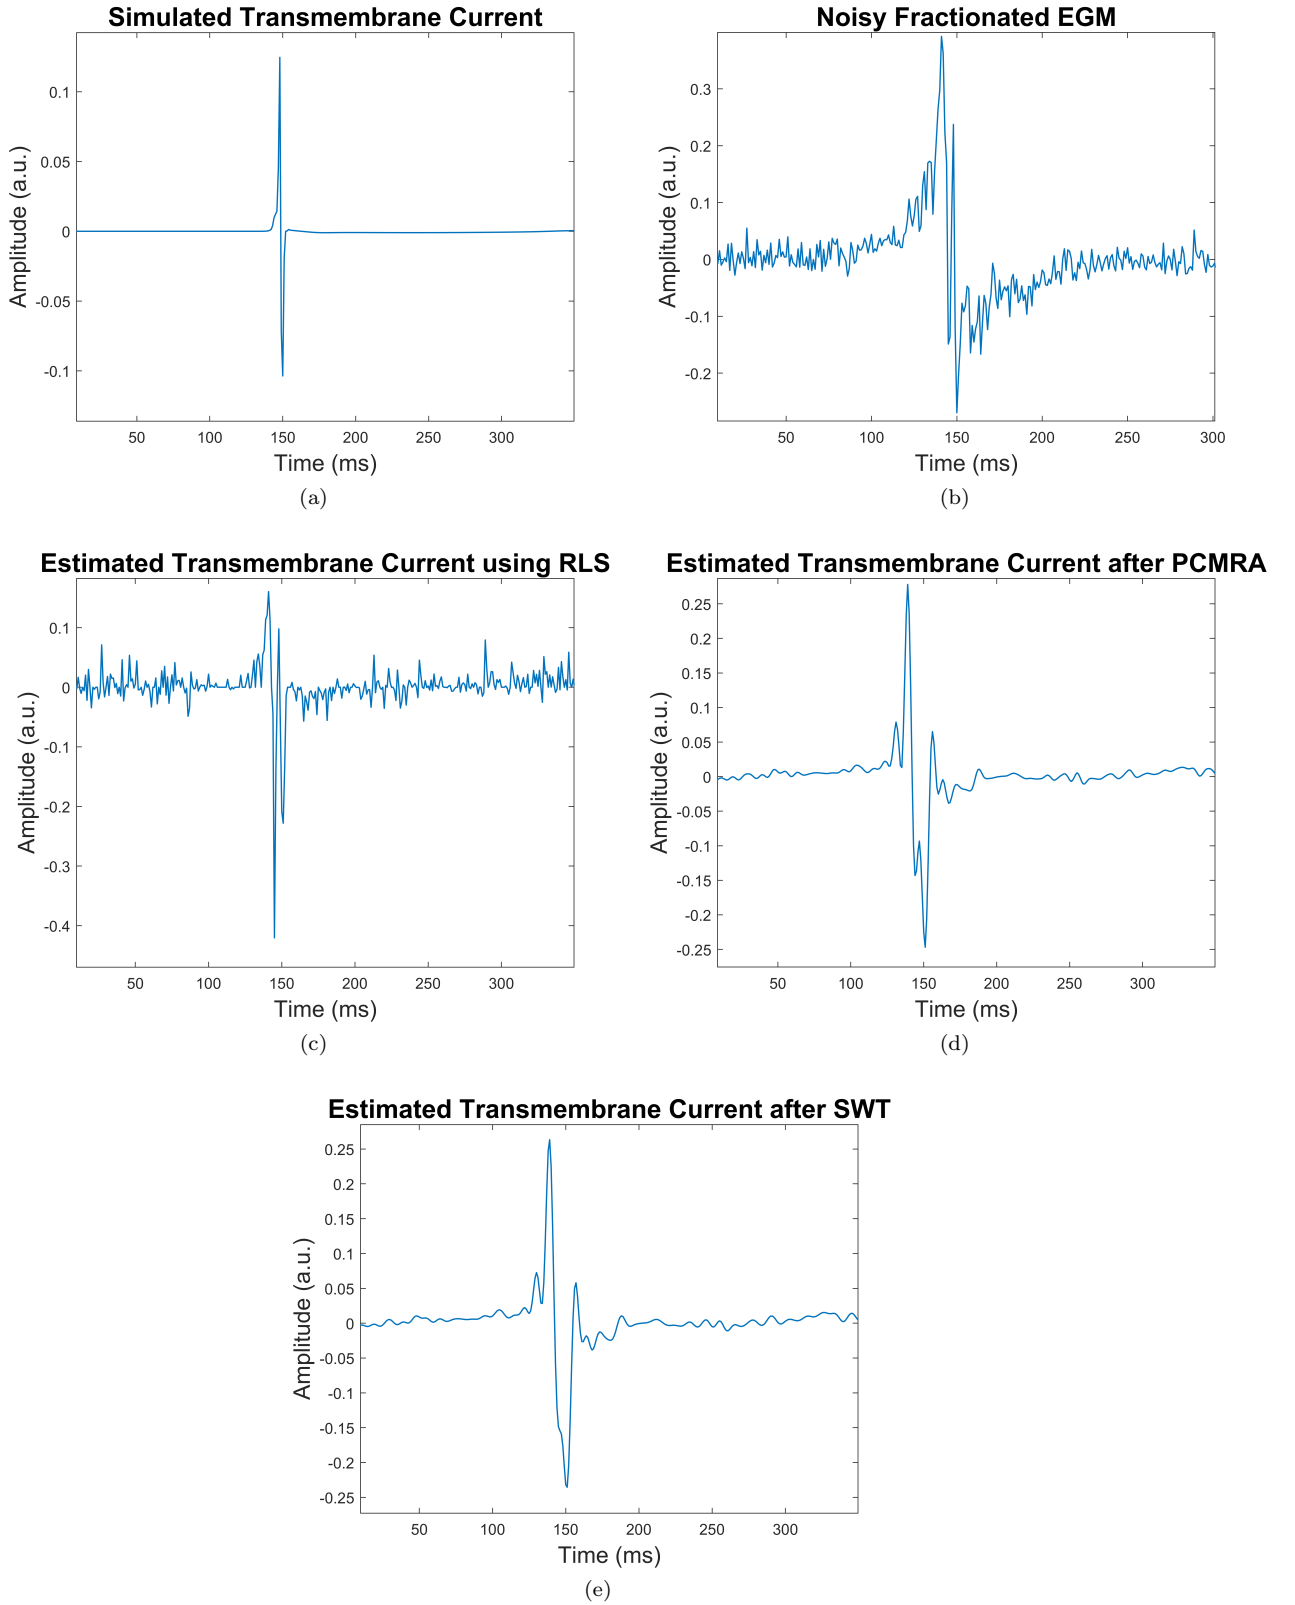 Simulated Transmembrane Current
Amplitude (a.u.)
0.1
0.05
0
-0.05
-0.1
50 100 150 200 250 300
Time (ms)
(a)
Noisy Fractionated EGM
Amplitude (a.u.)
0.3
0.2
0.1
0
-0.1
-0.2
50 100 150 200 250 300
Time (ms)
(b)
Estimated Transmembrane Current using RLS
Amplitude (a.u.)
0.1
0
-0.1
-0.2
-0.3
-0.4
50 100 150 200 250 300
Time (ms)
(c)
Estimated Transmembrane Current after PCMRA
Amplitude (a.u.)
0.25
0.2
0.15
0.1
0.05
0
-0.05
-0.1
-0.15
-0.2
-0.25
50 100 150 200 250 300
Time (ms)
(d)
Estimated Transmembrane Current after SWT
Amplitude (a.u.)
0.25
0.2
0.15
0.1
0.05
0
-0.05
-0.1
-0.15
-0.2
-0.25
50 100 150 200 250 300
Time (ms)
(e)